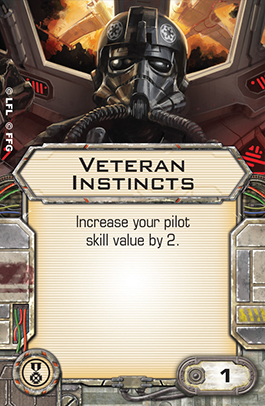 © LFL © FFG
VETERAN
INSTINCTS
Increase your pilot
skill value by 2.
1